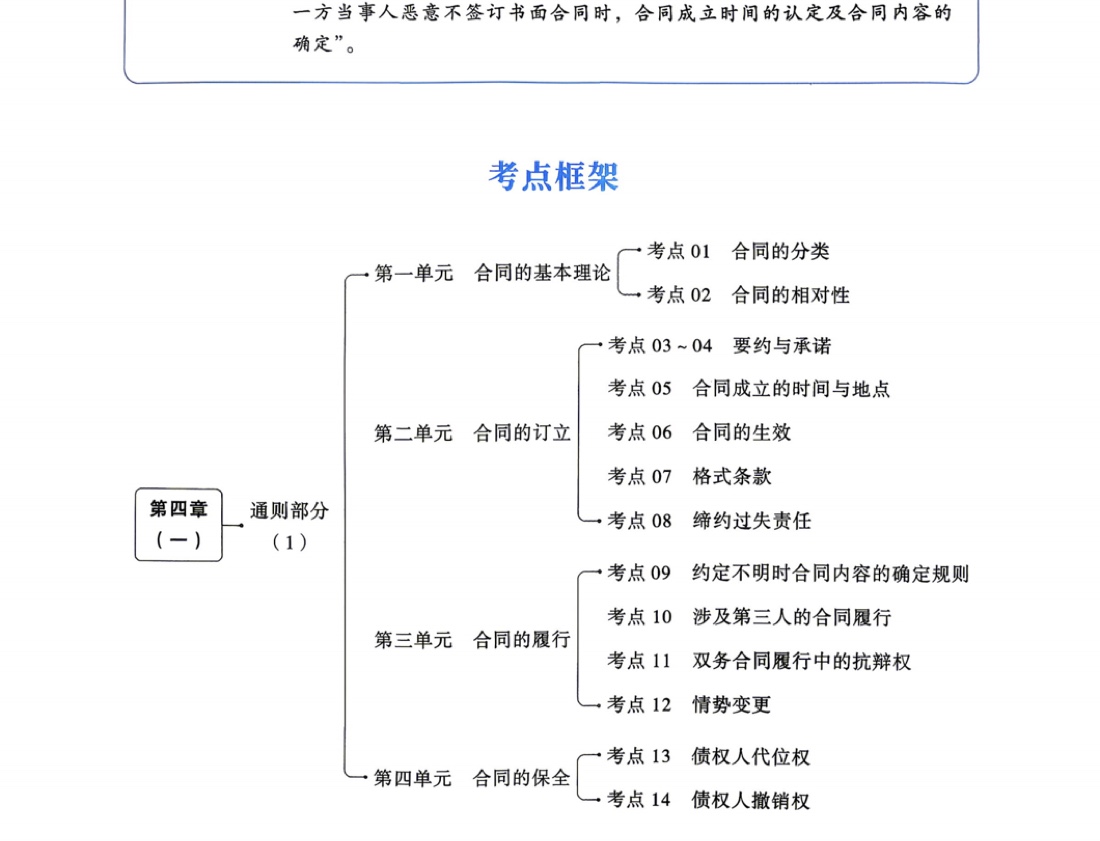 一方当事人恶意不签订书面合同时，合同成立时间的认定及合同内容的
确定”。
考点框架
第四章
（一）
通则部分
（1）
第一单元 合同的基本理论
考点 01 合同的分类
考点 02 合同的相对性
第二单元 合同的订立
考点 03 ~ 04 要约与承诺
考点 05 合同成立的时间与地点
考点 06 合同的生效
考点 07 格式条款
考点 08 缔约过失责任
第三单元 合同的履行
考点 09 约定不明时合同内容的确定规则
考点 10 涉及第三人的合同履行
考点 11 双务合同履行中的抗辩权
考点 12 情势变更
第四单元 合同的保全
考点 13 债权人代位权
考点 14 债权人撤销权